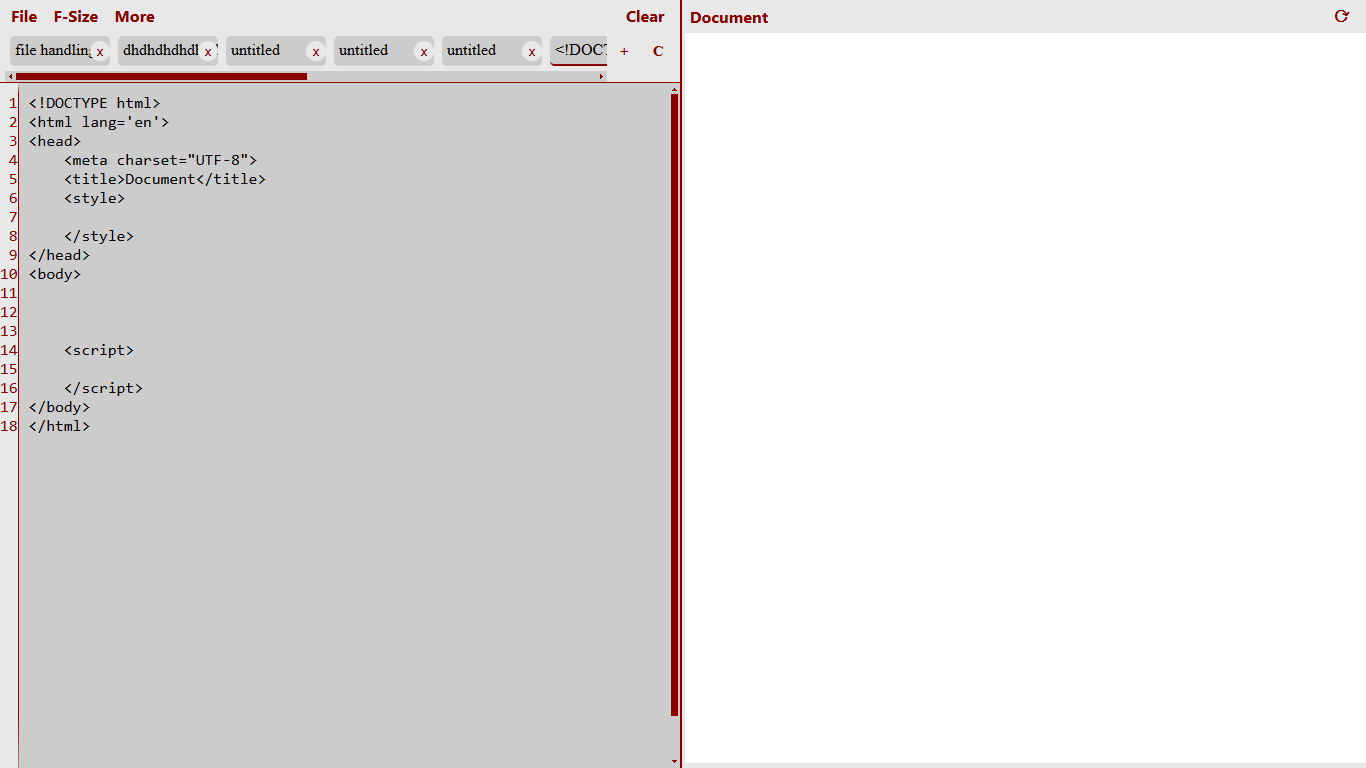 File F-Size More Clear
file handling x dhdhdhdhdl x untitled x untitled x untitled x <!DOCT + C
Document
1 <!DOCTYPE html>
2 <html lang='en'>
3 <head>
4     <meta charset="UTF-8">
5     <title>Document</title>
6     <style>
7
8     </style>
9 </head>
10 <body>
11
12
13
14     <script>
15
16     </script>
17 </body>
18 </html>